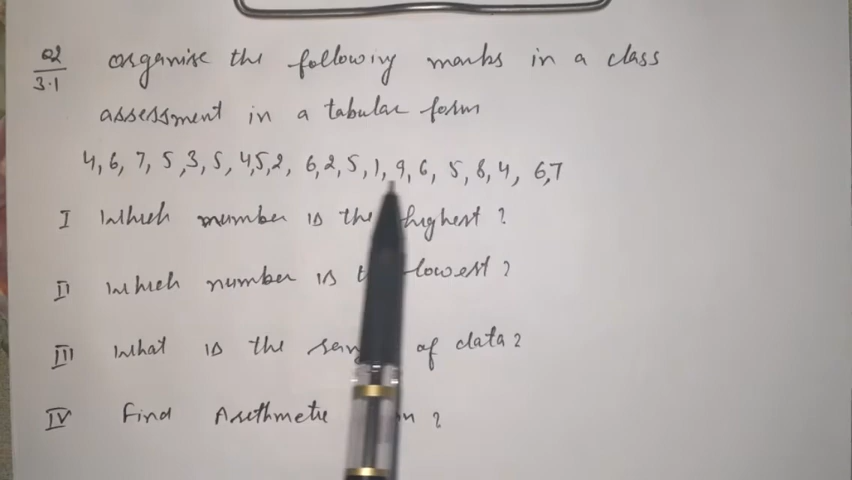 Q2
3.1
organise the following marks in a class
assessment in a tabular form
4, 6, 7, 5, 3, 5, 4, 5, 2, 6, 2, 5, 1, 9, 6, 5, 8, 4, 6, 7
I Which number is the highest?
II Which number is lowest?
III What is the of data?
IV Find Arithmetic ?